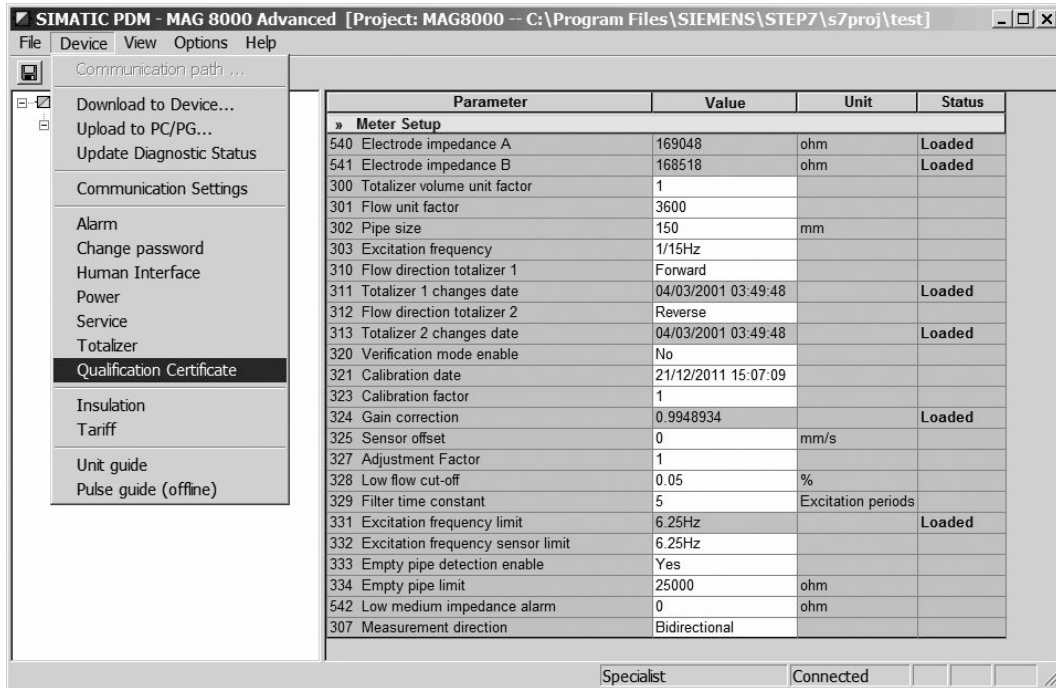 SIMATIC PDM - MAG 8000 Advanced [Project: MAG8000 -- C:\Program Files\SIEMENS\STEP7\s7proj\test]
File Device View Options Help
Communication path ...
Download to Device...
Upload to PC/PG...
Update Diagnostic Status
Communication Settings
Alarm
Change password
Human Interface
Power
Service
Totalizer
Qualification Certificate
Insulation
Tariff
Unit guide
Pulse guide (offline)
Parameter Value Unit Status
» Meter Setup
540 Electrode impedance A 169048 ohm Loaded
541 Electrode impedance B 168518 ohm Loaded
300 Totalizer volume unit factor 1
301 Flow unit factor 3600
302 Pipe size 150 mm
303 Excitation frequency 1/15Hz
310 Flow direction totalizer 1 Forward
311 Totalizer 1 changes date 04/03/2001 03:49:48 Loaded
312 Flow direction totalizer 2 Reverse
313 Totalizer 2 changes date 04/03/2001 03:49:48 Loaded
320 Verification mode enable No
321 Calibration date 21/12/2011 15:07:09
323 Calibration factor 1
324 Gain correction 0.9948934 Loaded
325 Sensor offset 0 mm/s
327 Adjustment Factor 1
328 Low flow cut-off 0.05 %
329 Filter time constant 5 Excitation periods
331 Excitation frequency limit 6.25Hz Loaded
332 Excitation frequency sensor limit 6.25Hz
333 Empty pipe detection enable Yes
334 Empty pipe limit 25000 ohm
542 Low medium impedance alarm 0 ohm
307 Measurement direction Bidirectional
Specialist Connected